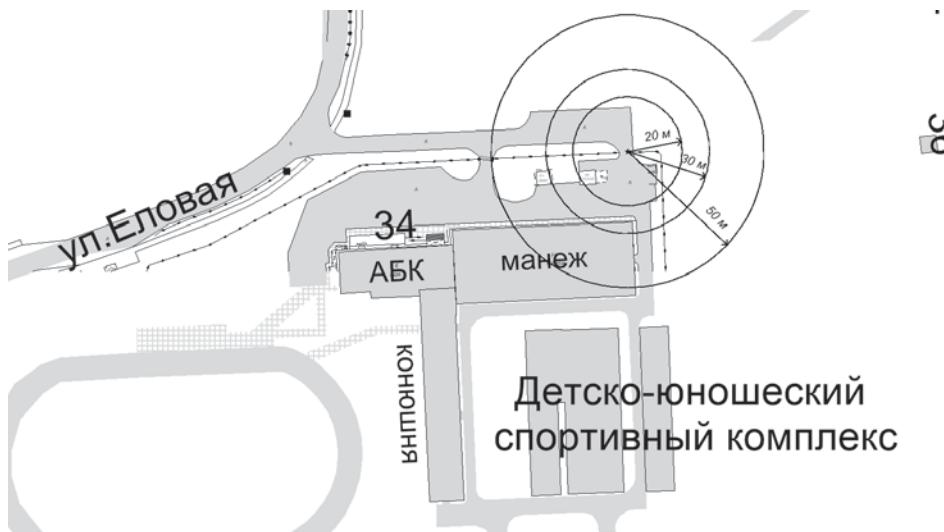 20 м
30 м
50 м
ул.Еловая
34
АБК
манеж
конюшня
Детско-юношеский
спортивный комплекс